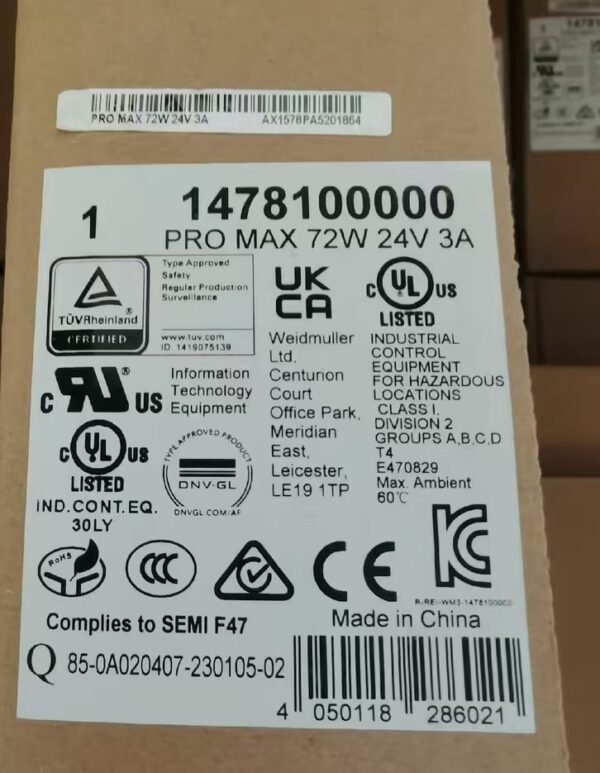 PRO MAX 72W 24V 3A AX1578PA5201864
1 1478100000
PRO MAX 72W 24V 3A
TÜVRheinland®
CERTIFIED
Type Approved
Safety
Regular Production
Surveillance
www.tuv.com
ID 1419075139
UK
CA
c UL US
LISTED
c RU® US
Information
Technology
Equipment
Weidmuller
Ltd.
Centurion
Court
Office Park,
Meridian
East,
Leicester,
LE19 1TP
INDUSTRIAL
CONTROL
EQUIPMENT
FOR HAZARDOUS
LOCATIONS
CLASS I,
DIVISION 2
GROUPS A,B,C,D
T4
E470829
Max. Ambient
60℃
c UL US
LISTED
IND.CONT.EQ.
30LY
TYPE APPROVED PRODUCT
DNV·GL
DNVGL.COM/AF
RoHS
CCC
CE
KC
R-REI-WM3-1478100000
Complies to SEMI F47
Made in China
Q 85-0A020407-230105-02
4 050118 286021
14781
1